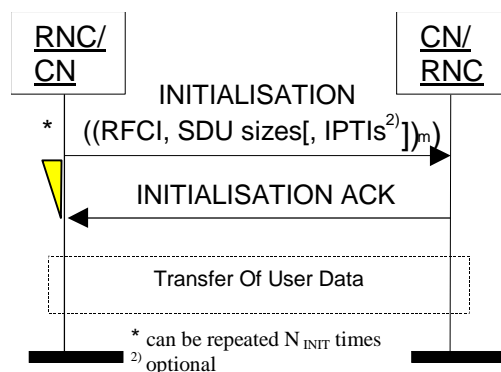 RNC/
CN
CN/
RNC
INITIALISATION
* ((RFCI, SDU sizes[, IPTIs2)])m)
INITIALISATION ACK
Transfer Of User Data
* can be repeated N INIT times
2) optional